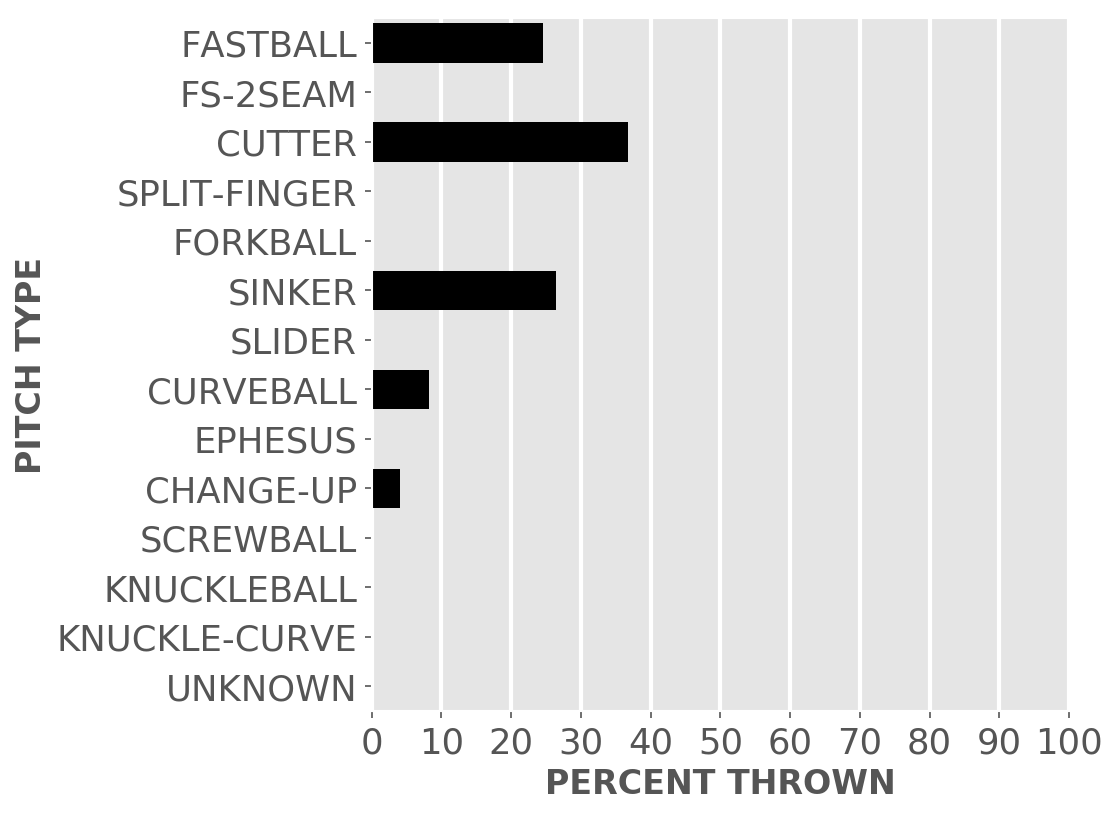 FASTBALL
FS-2SEAM
CUTTER
SPLIT-FINGER
FORKBALL
SINKER
SLIDER
CURVEBALL
EPHESUS
CHANGE-UP
SCREWBALL
KNUCKLEBALL
KNUCKLE-CURVE
UNKNOWN
PITCH TYPE
0 10 20 30 40 50 60 70 80 90 100
PERCENT THROWN